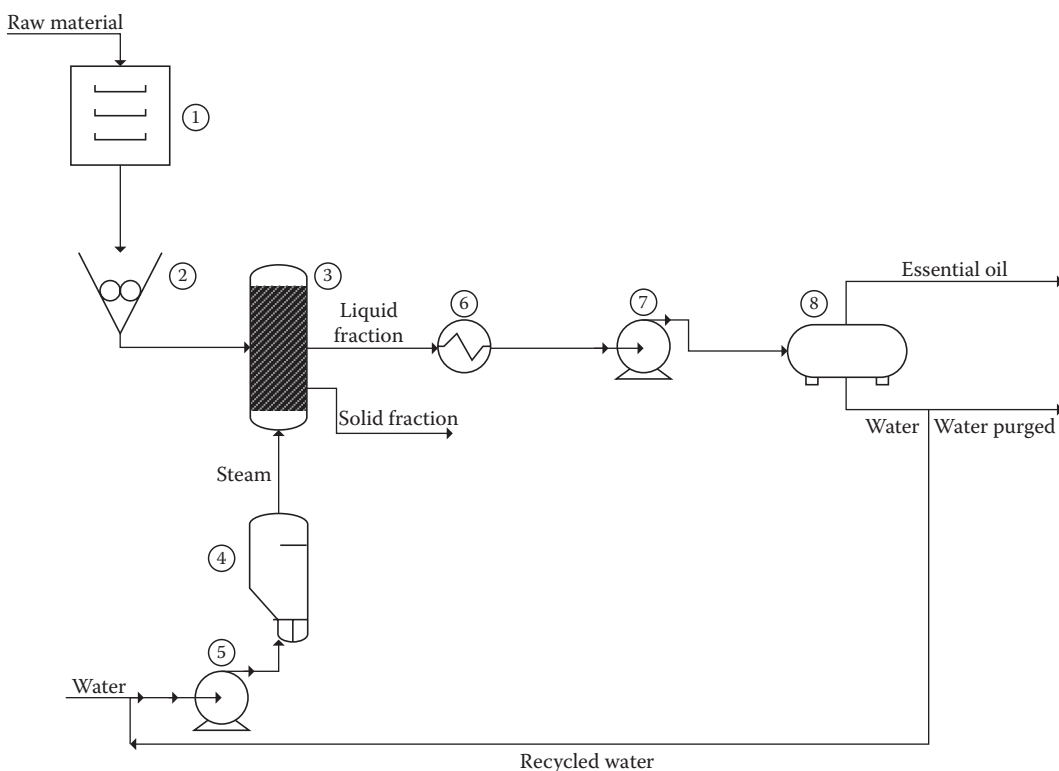 Raw material
1
2
3
Liquid
fraction
6
7
8
Essential oil
Solid fraction
Water
Water purged
Steam
4
5
Water
Recycled water